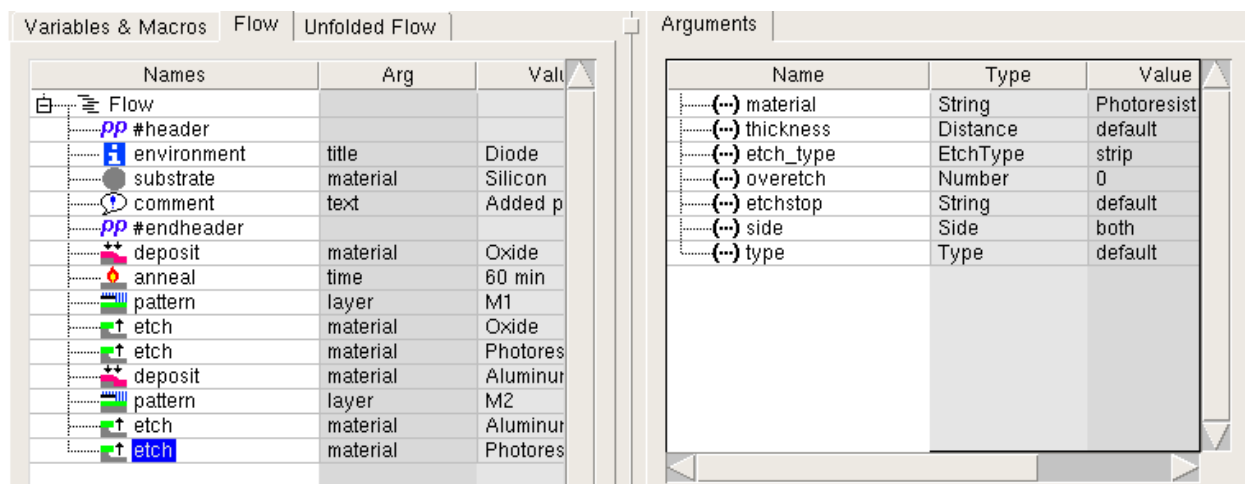 Variables & Macros Flow Unfolded Flow
Names Arg Valu
Flow
pp #header
environment title Diode
substrate material Silicon
comment text Added p
pp #endheader
deposit material Oxide
anneal time 60 min
pattern layer M1
etch material Oxide
etch material Photores
deposit material Aluminur
pattern layer M2
etch material Aluminur
etch material Photores
Arguments
Name Type Value
(···) material String Photoresist
(···) thickness Distance default
(···) etch_type EtchType strip
(···) overetch Number 0
(···) etchstop String default
(···) side Side both
(···) type Type default